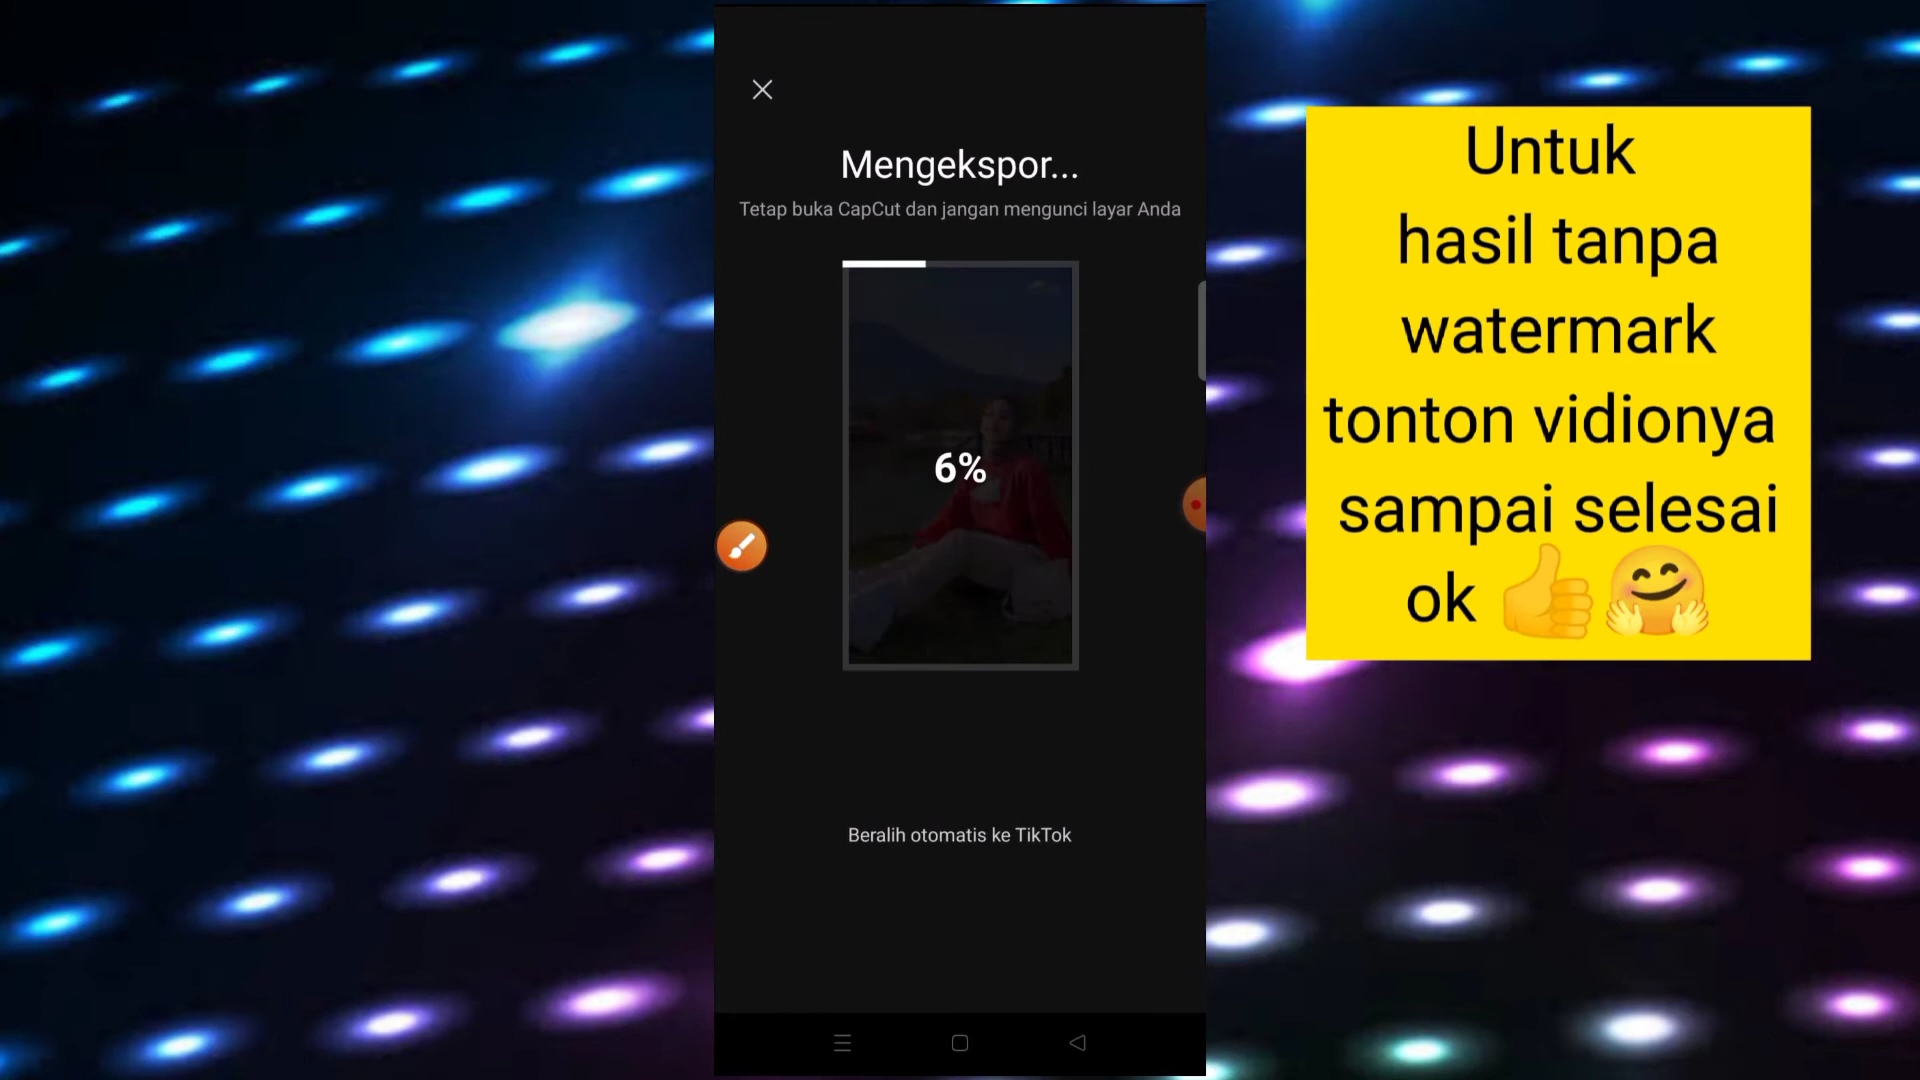 Mengekspor...
Tetap buka CapCut dan jangan mengunci layar Anda
6%
Beralih otomatis ke TikTok
Untuk
hasil tanpa
watermark
tonton vidionya
sampai selesai
ok 👍🤗